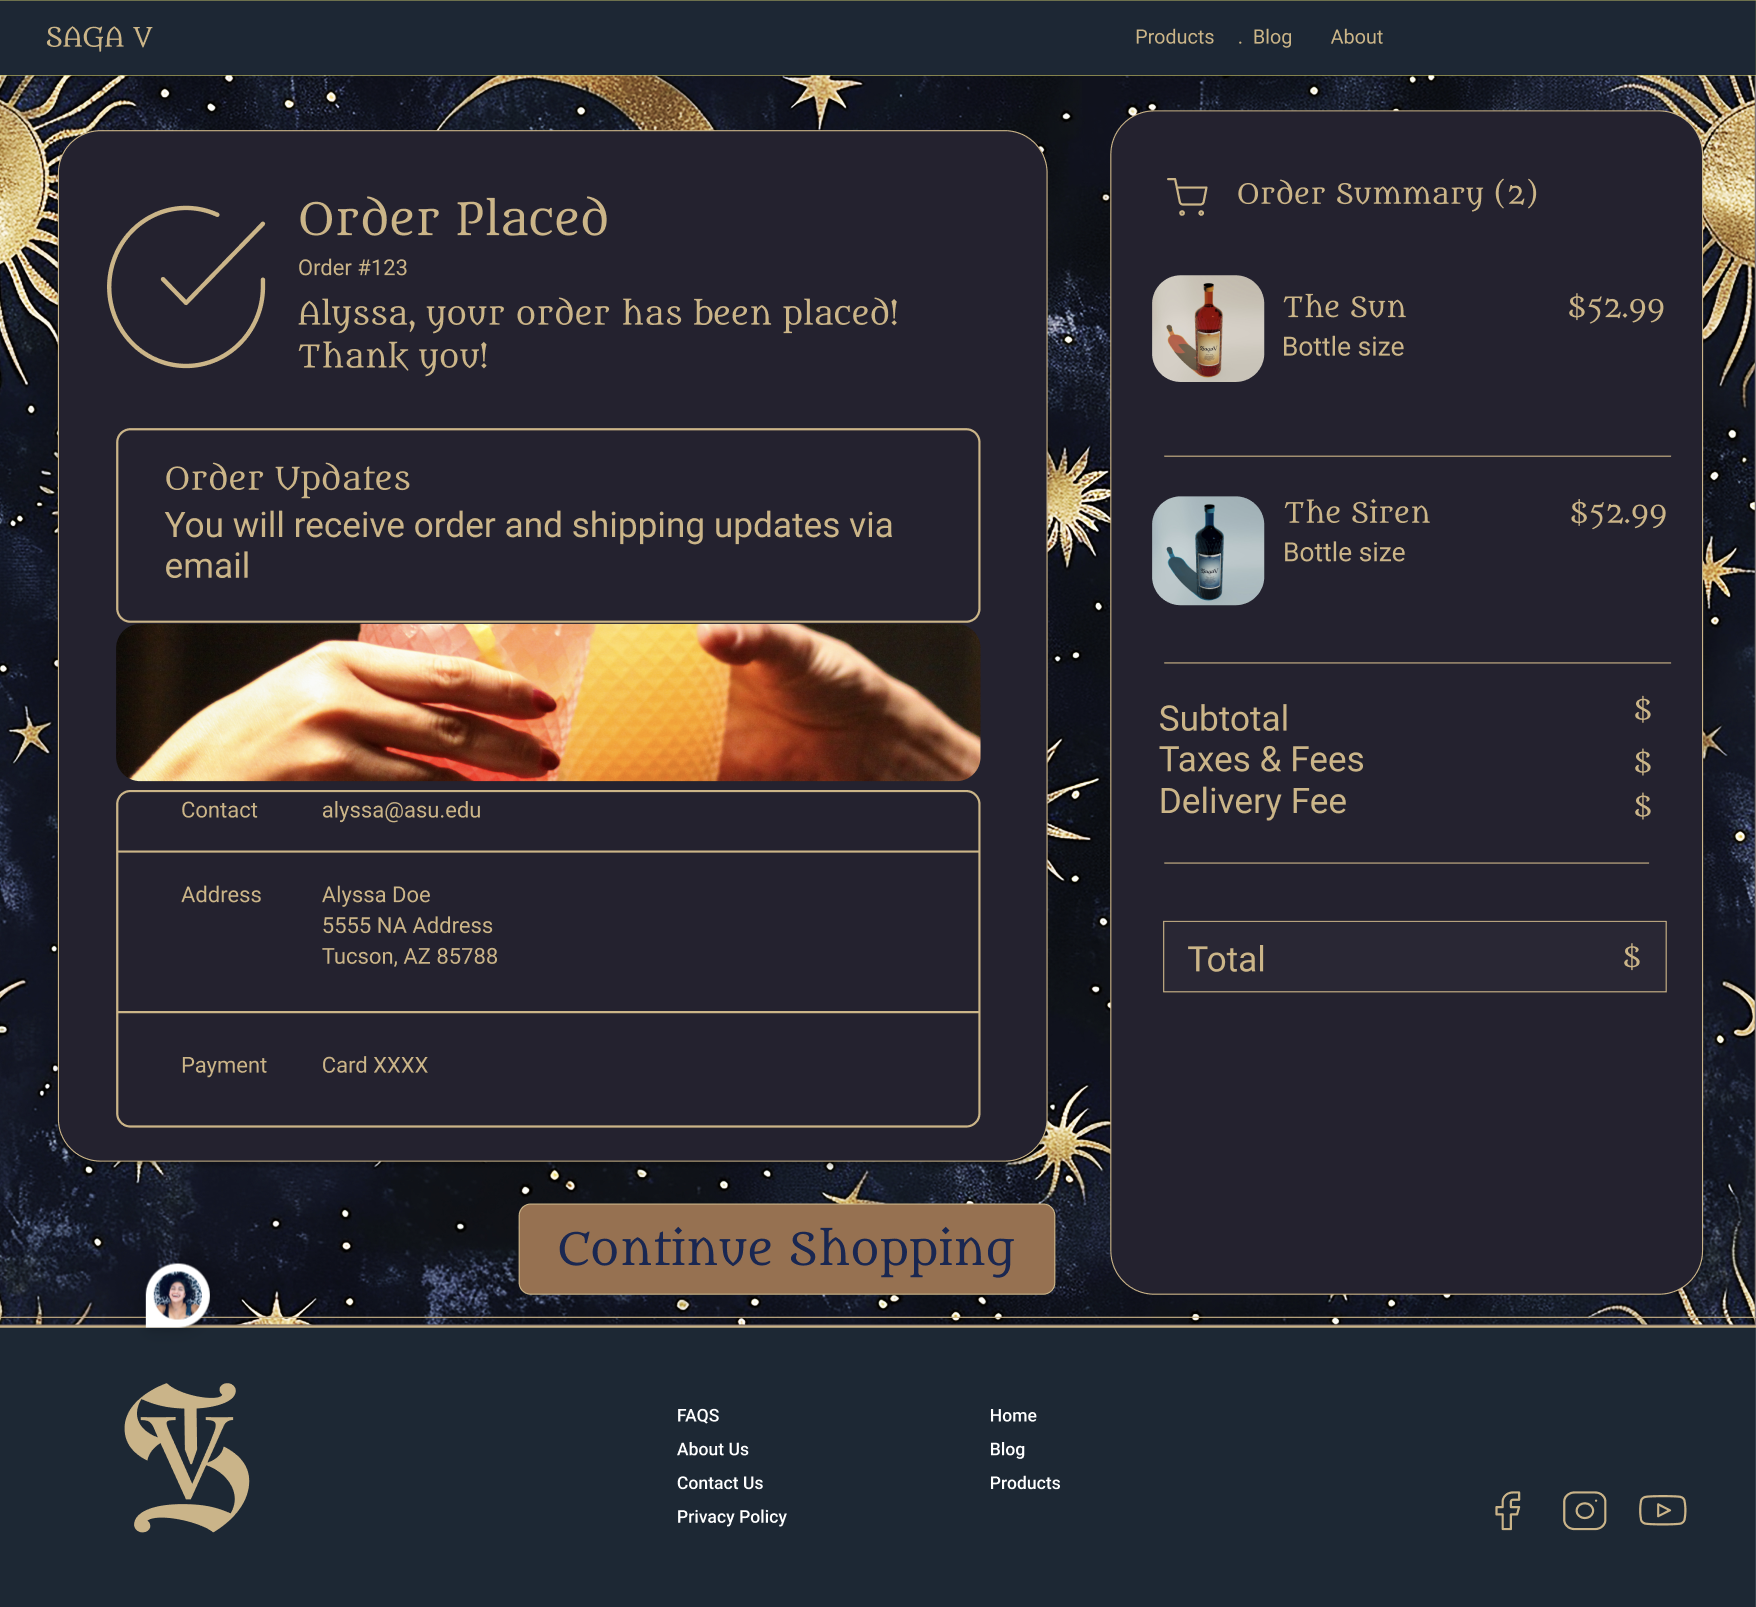 SAGA V
Products . Blog About
Order Placed
Order #123
Alyssa, your order has been placed!
Thank you!
Order Updates
You will receive order and shipping updates via
email
Contact alyssa@asu.edu
Address Alyssa Doe
5555 NA Address
Tucson, AZ 85788
Payment Card XXXX
Continue Shopping
Order Summary (2)
The Sun $52.99
Bottle size
The Siren $52.99
Bottle size
Subtotal $
Taxes & Fees $
Delivery Fee $
Total $
FAQS
About Us
Contact Us
Privacy Policy
Home
Blog
Products